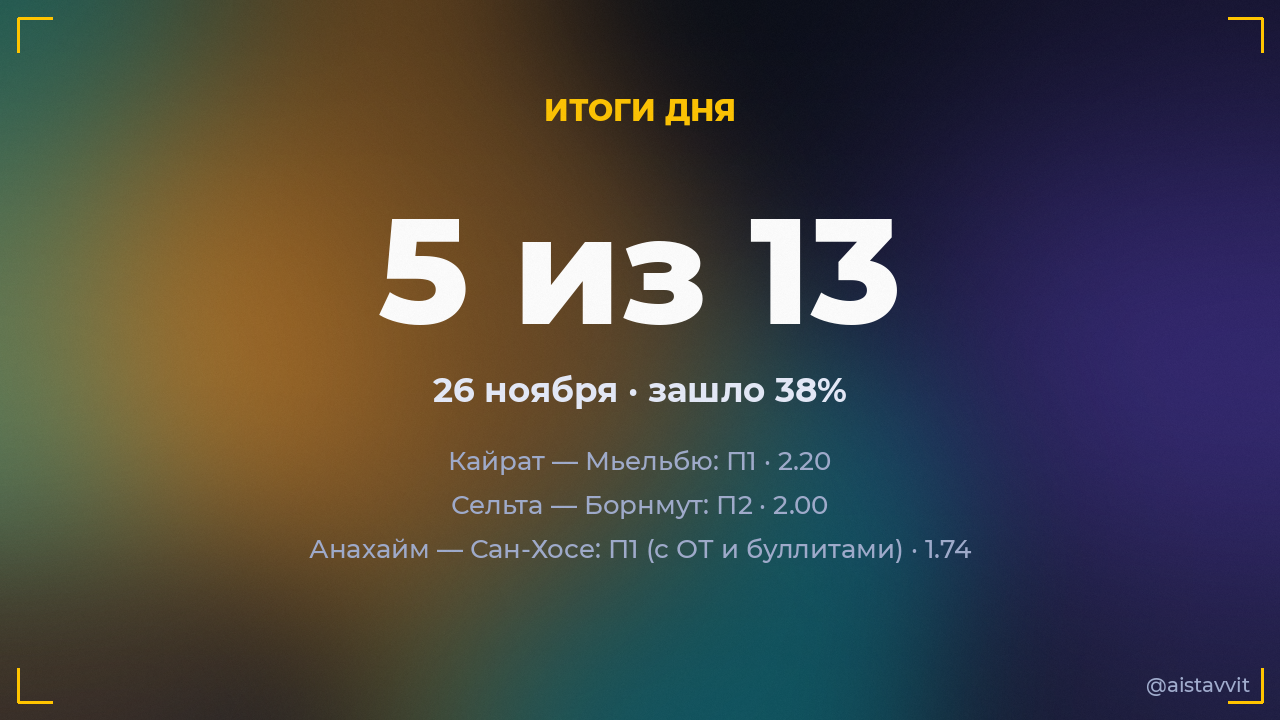 ИТОГИ ДНЯ
5 из 13
26 ноября · зашло 38%
Кайрат — Мьельбю: П1 · 2.20
Сельта — Борнмут: П2 · 2.00
Анахайм — Сан-Хосе: П1 (с ОТ и буллитами) · 1.74
@aistavvit